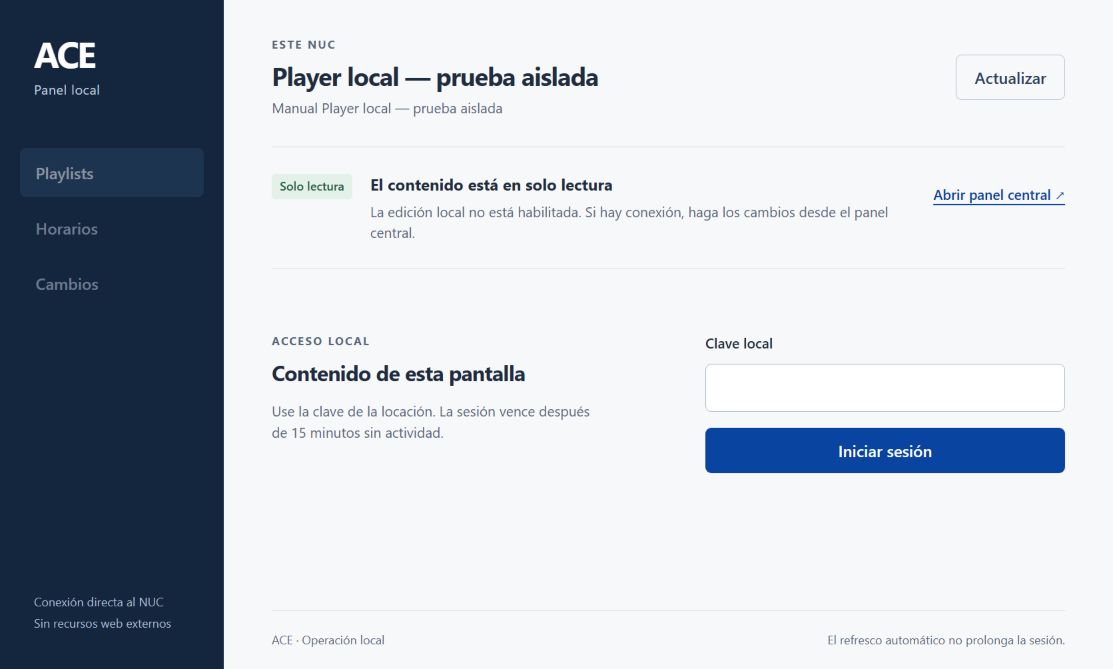 ACE
Panel local
Playlists
Horarios
Cambios
Conexión directa al NUC
Sin recursos web externos
ESTE NUC
Player local — prueba aislada
Manual Player local — prueba aislada
Actualizar
Solo lectura
El contenido está en solo lectura
La edición local no está habilitada. Si hay conexión, haga los cambios desde el panel
central.
Abrir panel central ↗
ACCESO LOCAL
Contenido de esta pantalla
Use la clave de la locación. La sesión vence después
de 15 minutos sin actividad.
Clave local
Iniciar sesión
ACE · Operación local
El refresco automático no prolonga la sesión.